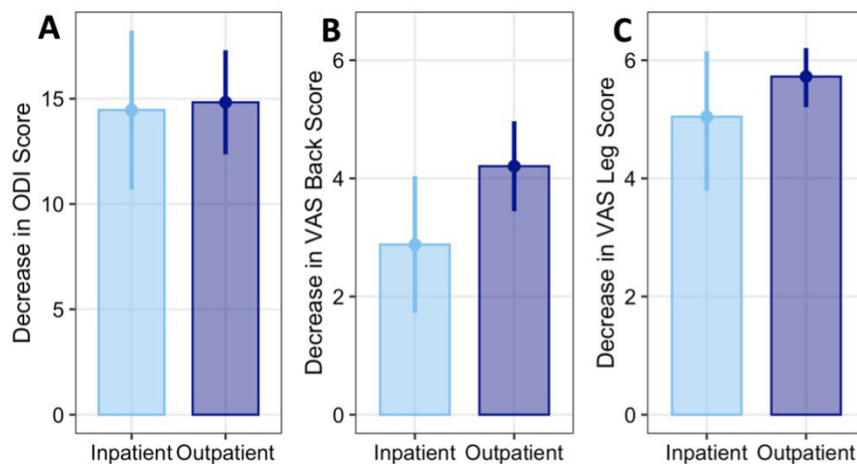 A
Decrease in ODI Score
15
10
5
0
Inpatient Outpatient
B
Decrease in VAS Back Score
6
4
2
0
Inpatient Outpatient
C
Decrease in VAS Leg Score
6
4
2
0
Inpatient Outpatient